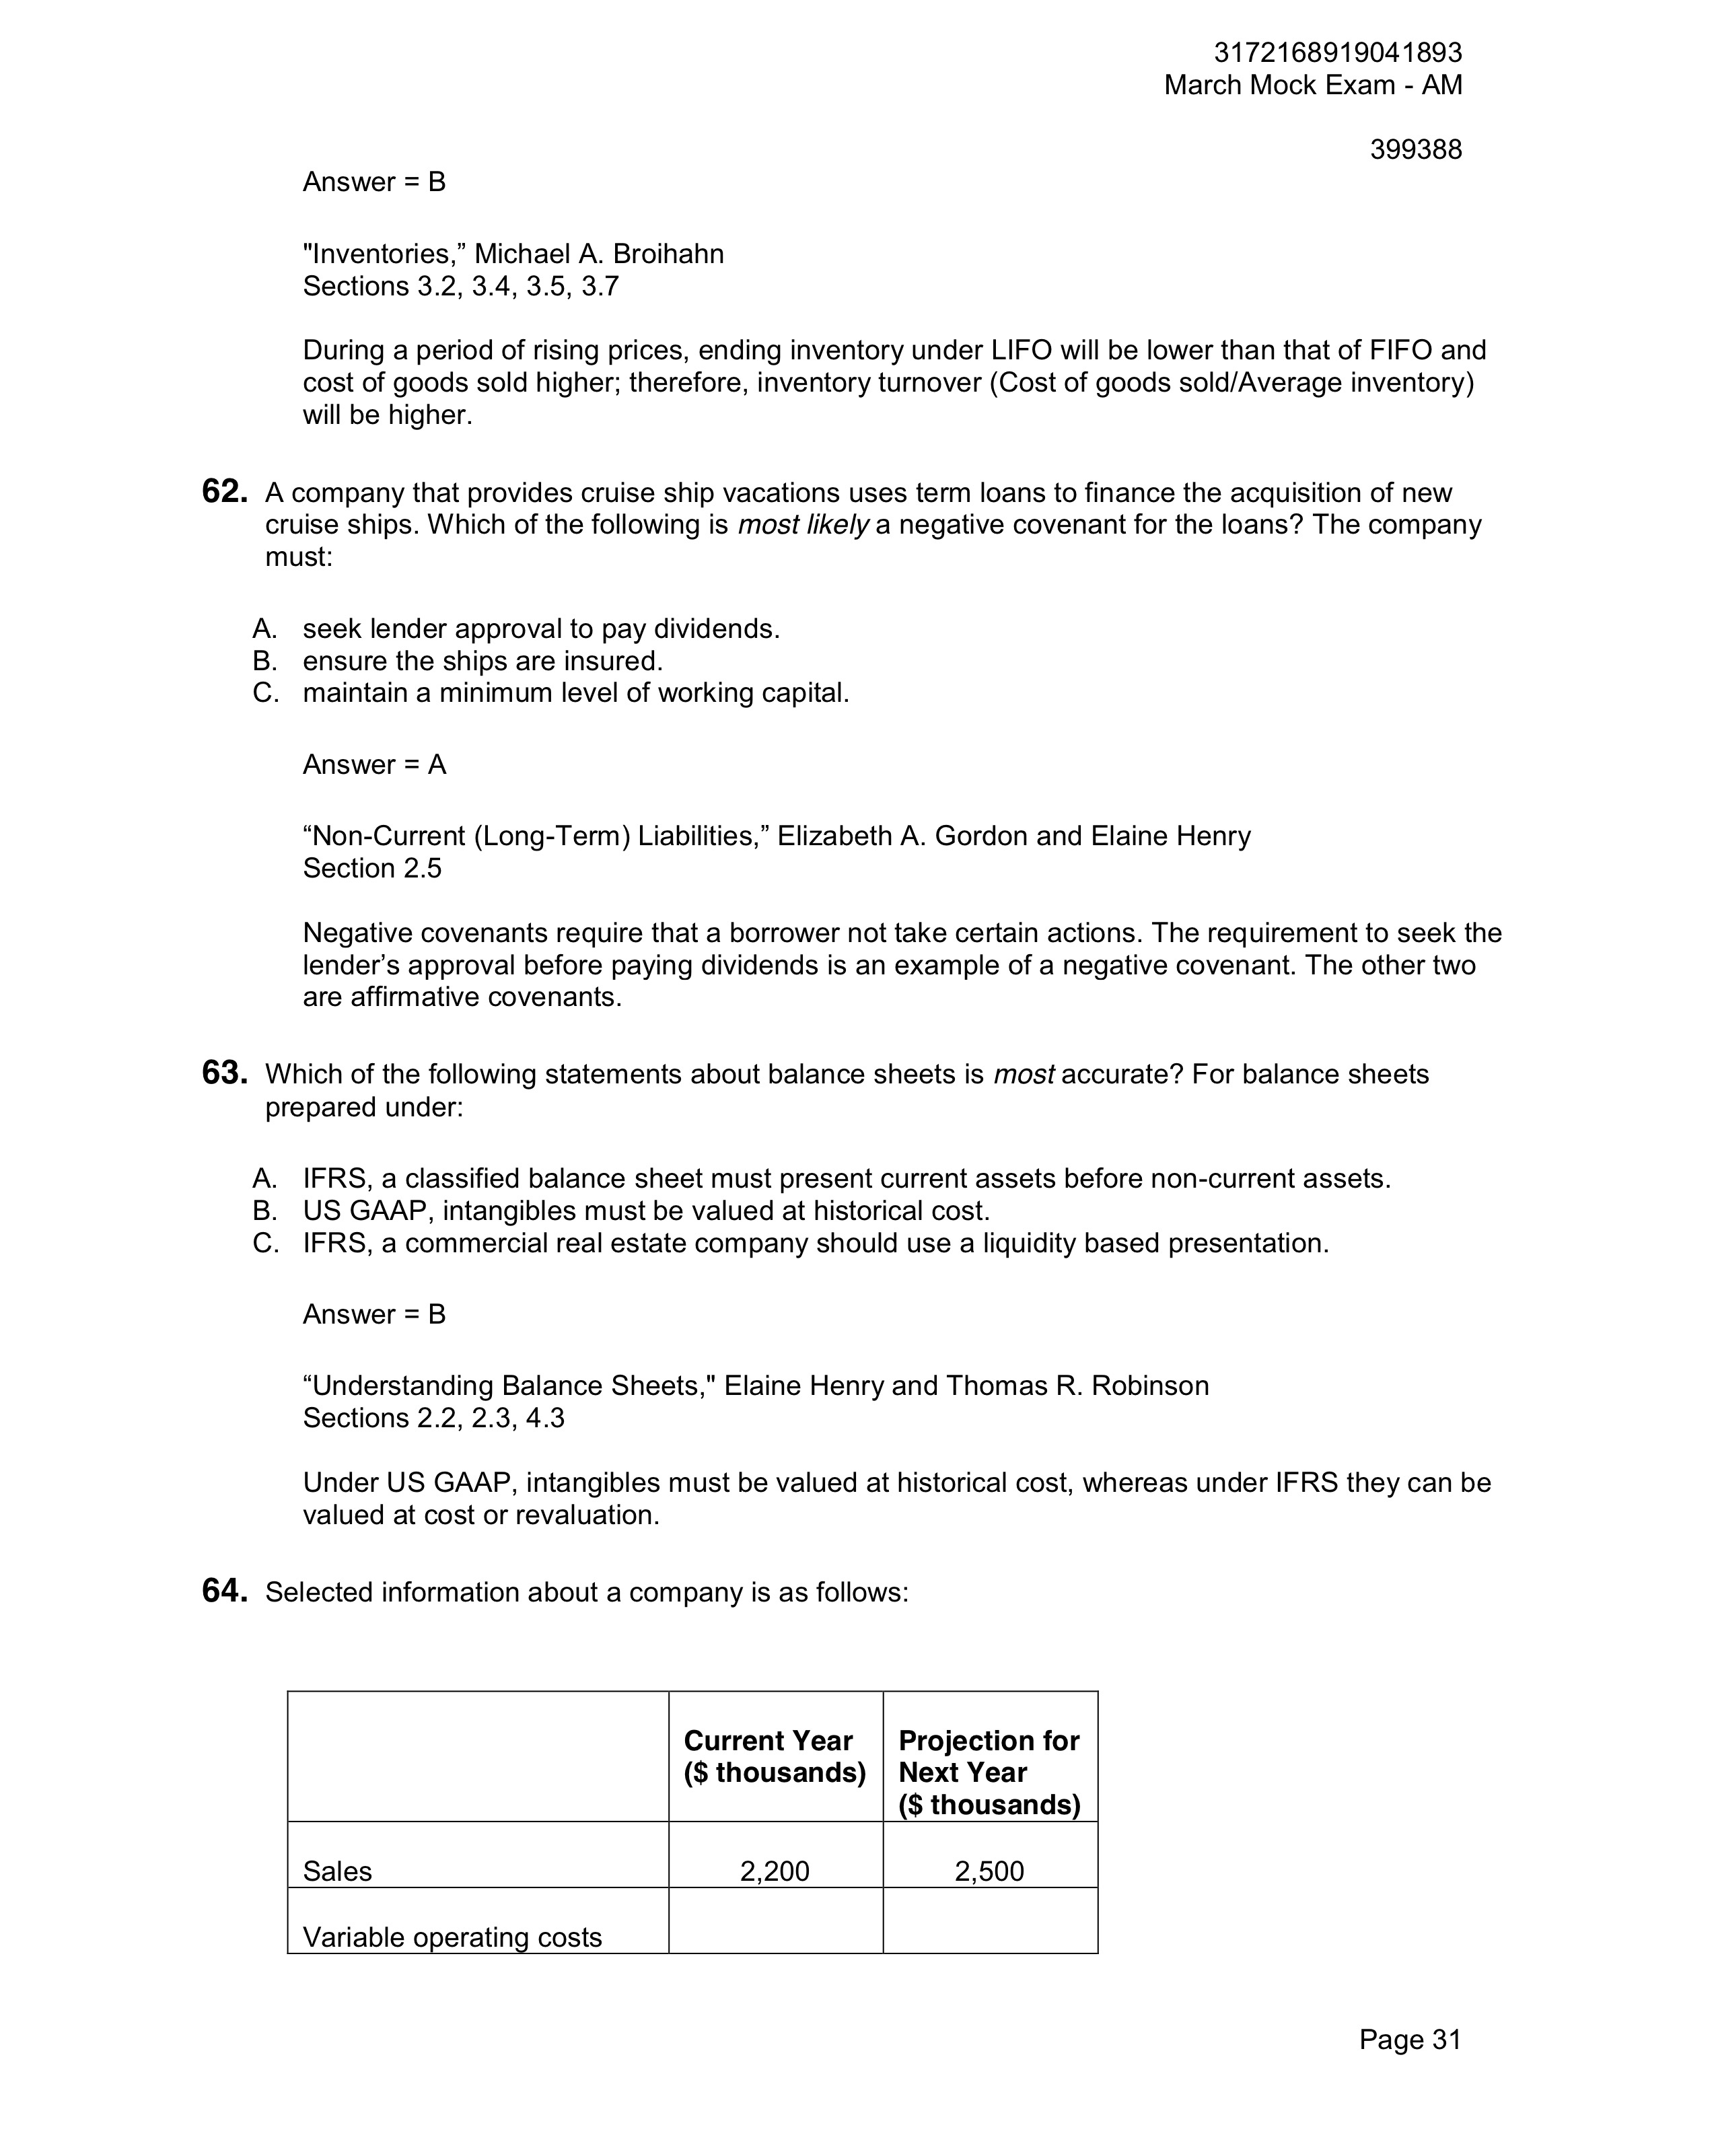 3172168919041893
March Mock Exam - AM
399388
Answer = B
"Inventories,” Michael A. Broihahn
Sections 3.2, 3.4, 3.5, 3.7
During a period of rising prices, ending inventory under LIFO will be lower than that of FIFO and
cost of goods sold higher; therefore, inventory turnover (Cost of goods sold/Average inventory)
will be higher.
62. A company that provides cruise ship vacations uses term loans to finance the acquisition of new
cruise ships. Which of the following is most likely a negative covenant for the loans? The company
must:
A. seek lender approval to pay dividends.
B. ensure the ships are insured.
C. maintain a minimum level of working capital.
Answer = A
“Non-Current (Long-Term) Liabilities,” Elizabeth A. Gordon and Elaine Henry
Section 2.5
Negative covenants require that a borrower not take certain actions. The requirement to seek the
lender’s approval before paying dividends is an example of a negative covenant. The other two
are affirmative covenants.
63. Which of the following statements about balance sheets is most accurate? For balance sheets
prepared under:
A. IFRS, a classified balance sheet must present current assets before non-current assets.
B. US GAAP, intangibles must be valued at historical cost.
C. IFRS, a commercial real estate company should use a liquidity based presentation.
Answer = B
“Understanding Balance Sheets," Elaine Henry and Thomas R. Robinson
Sections 2.2, 2.3, 4.3
Under US GAAP, intangibles must be valued at historical cost, whereas under IFRS they can be
valued at cost or revaluation.
64. Selected information about a company is as follows:
Current Year
($ thousands)
Projection for
Next Year
($ thousands)
Sales 2,200 2,500
Variable operating costs
Page 31